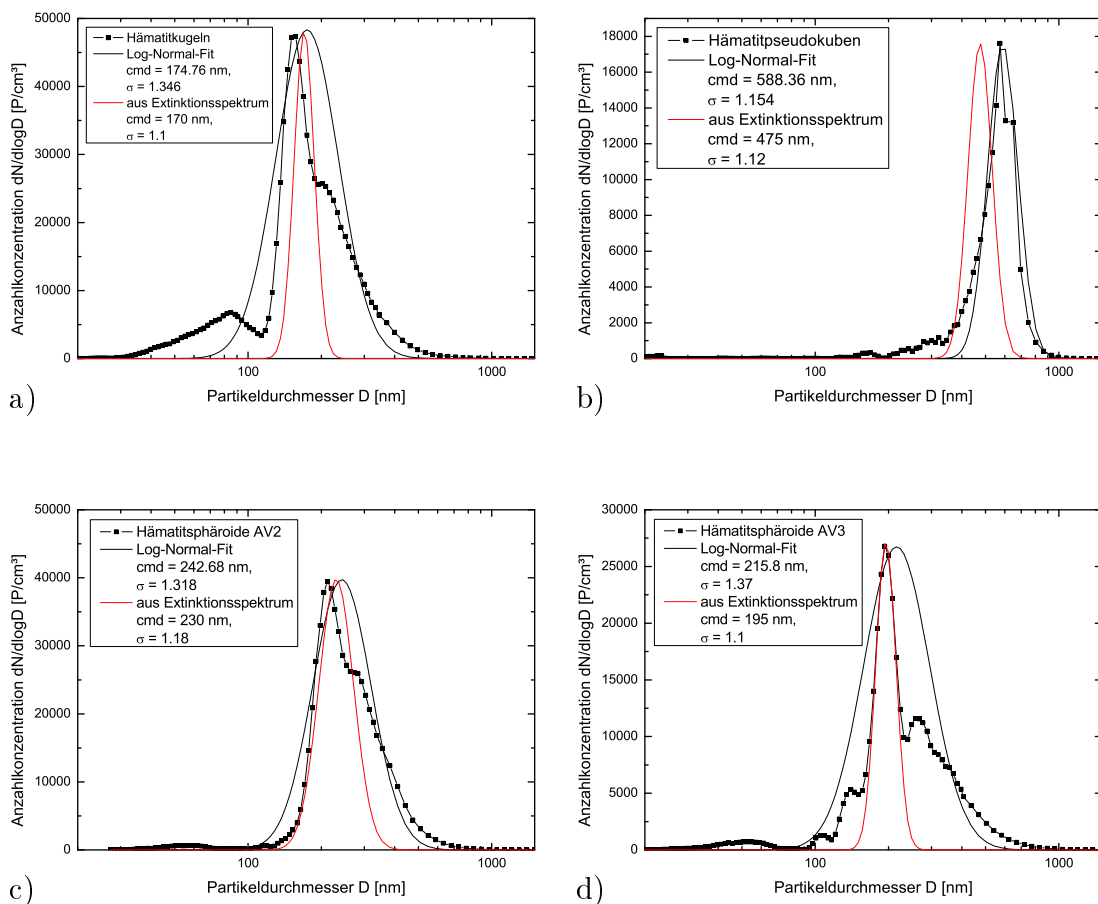 50000
40000
30000
20000
10000
0
Anzahlkonzentration dN/dlogD [P/cm³]
Hämatitkugeln
Log-Normal-Fit
cmd = 174.76 nm,
σ = 1.346
aus Extinktionsspektrum
cmd = 170 nm,
σ = 1.1
100
1000
Partikeldurchmesser D [nm]
a)
18000
16000
14000
12000
10000
8000
6000
4000
2000
0
Anzahlkonzentration dN/dlogD [P/cm³]
Hämatitpseudokuben
Log-Normal-Fit
cmd = 588.36 nm,
σ = 1.154
aus Extinktionsspektrum
cmd = 475 nm,
σ = 1.12
100
1000
Partikeldurchmesser D [nm]
b)
50000
40000
30000
20000
10000
0
Anzahlkonzentration dN/dlogD [P/cm³]
Hämatitsphäroide AV2
Log-Normal-Fit
cmd = 242.68 nm,
σ = 1.318
aus Extinktionsspektrum
cmd = 230 nm,
σ = 1.18
100
1000
Partikeldurchmesser D [nm]
c)
30000
25000
20000
15000
10000
5000
0
Anzahlkonzentration dN/dlogD [P/cm³]
Hämatitsphäroide AV3
Log-Normal-Fit
cmd = 215.8 nm,
σ = 1.37
aus Extinktionsspektrum
cmd = 195 nm,
σ = 1.1
100
1000
Partikeldurchmesser D [nm]
d)